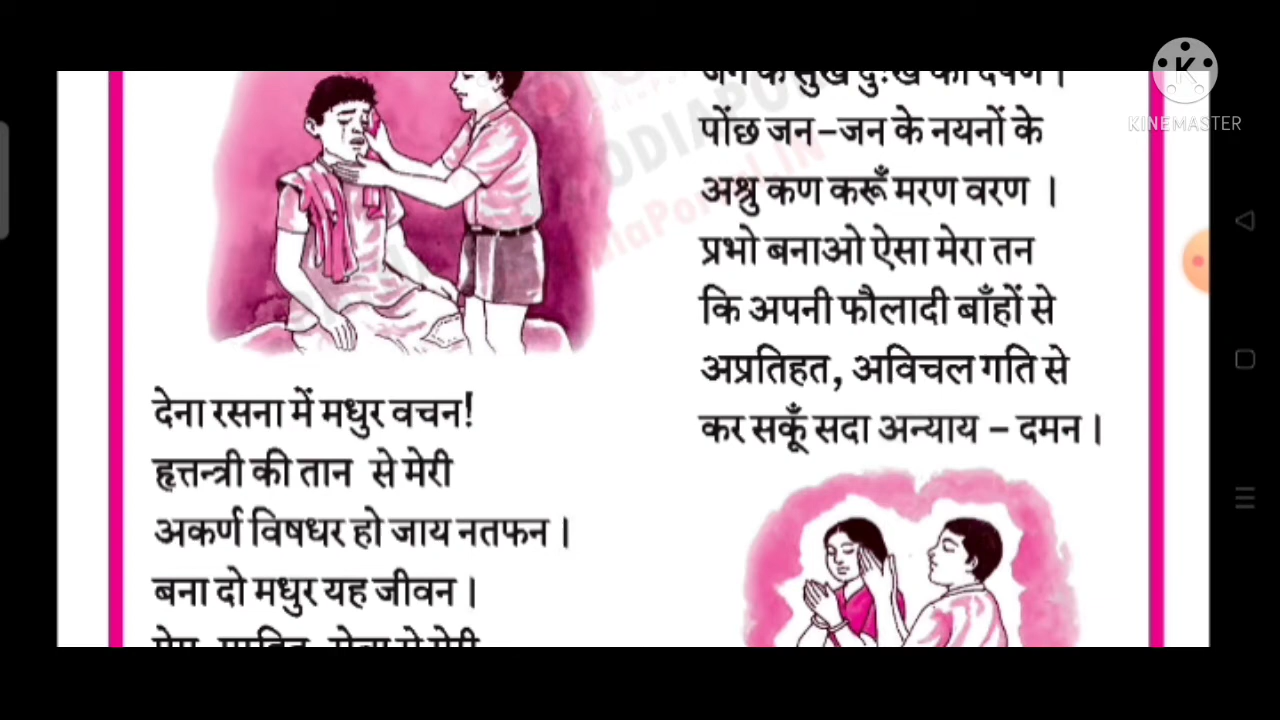 देना रसना में मधुर वचन!
हृत्तन्त्री की तान से मेरी
अकर्ण विषधर हो जाय नतफन ।
बना दो मधुर यह जीवन ।
पोंछ जन-जन के नयनों के
अश्रु कण करूँ मरण वरण ।
प्रभो बनाओ ऐसा मेरा तन
कि अपनी फौलादी बाँहों से
अप्रतिहत, अविचल गति से
कर सकूँ सदा अन्याय - दमन ।
K
KINEMASTER